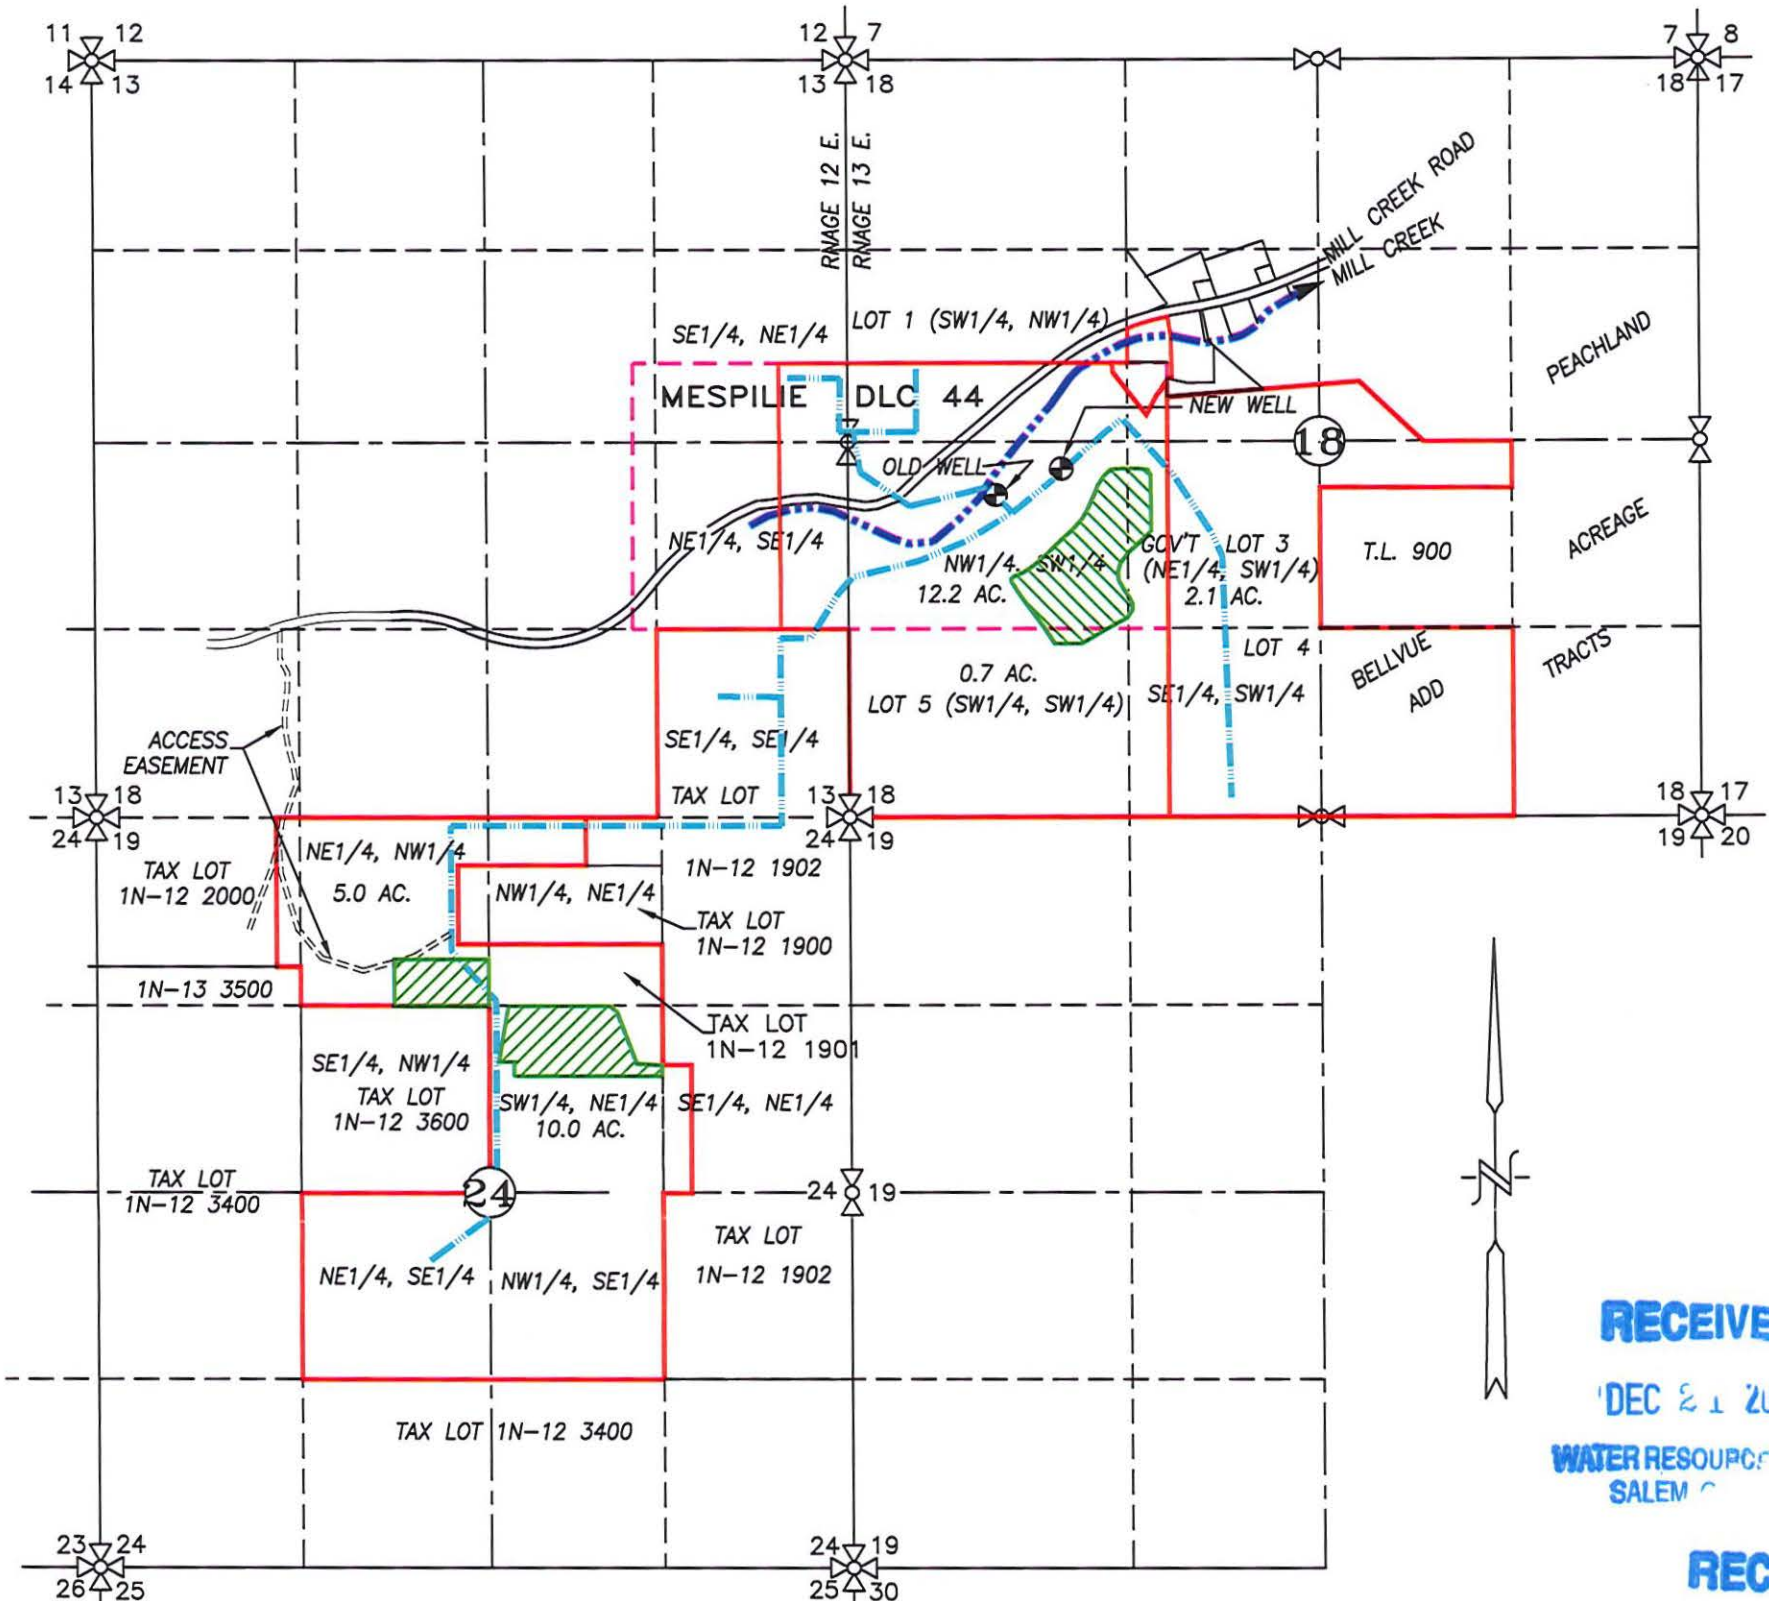 11 12
14 13
12 7
13 18
7 8
18 17
RNAGE 12 E.
RNAGE 13 E.
MILL CREEK ROAD
MILL CREEK
SE1/4, NE1/4
LOT 1 (SW1/4, NW1/4)
PEACHLAND
MESPILIE DLC 44
NEW WELL
18
OLD WELL
NE1/4, SE1/4
NW1/4, SW1/4
12.2 AC.
GOV'T LOT 3
(NE1/4, SW1/4)
2.1 AC.
T.L. 900
ACREAGE
TRACTS
LOT 4
BELLVUE
ADD
0.7 AC.
LOT 5 (SW1/4, SW1/4)
SE1/4, SW1/4
SE1/4, SE1/4
ACCESS
EASEMENT
TAX LOT
13 18
24 19
13 18
24 19
18 17
19 20
TAX LOT
1N-12 2000
NE1/4, NW1/4
5.0 AC.
NW1/4, NE1/4
1N-12 1902
TAX LOT
1N-12 1900
1N-13 3500
TAX LOT
1N-12 1901
SE1/4, NW1/4
TAX LOT
1N-12 3600
SW1/4, NE1/4
10.0 AC.
SE1/4, NE1/4
TAX LOT
1N-12 3400
24
24 19
N
TAX LOT
1N-12 1902
NE1/4, SE1/4
NW1/4, SE1/4
TAX LOT 1N-12 3400
RECEIVE
DEC
WATER RESOURCE
SALEM
REC
23 24
26 25
24 19
25 30